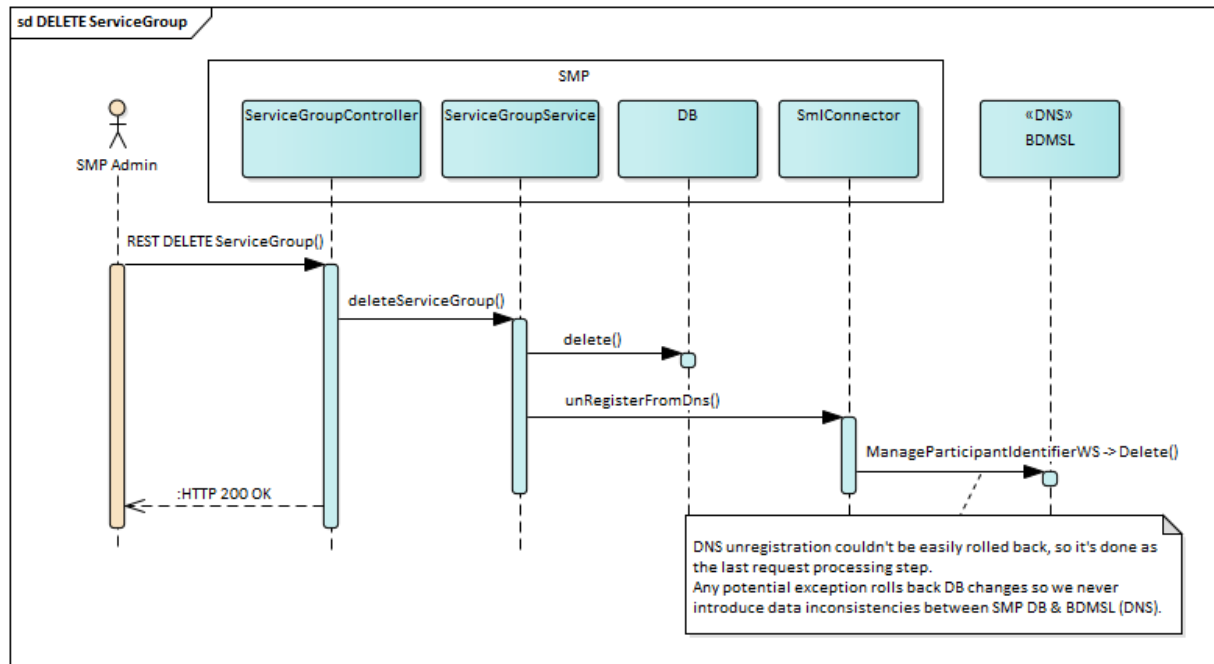 sd DELETE ServiceGroup
SMP
ServiceGroupController
ServiceGroupService
DB
SmlConnector
«DNS»
BDMSL
SMP Admin
REST DELETE ServiceGroup()
deleteServiceGroup()
delete()
unRegisterFromDns()
ManageParticipantIdentifierWS->Delete()
:HTTP 200 OK
DNS unregistration couldn't be easily rolled back, so it's done as
the last request processing step.
Any potential exception rolls back DB changes so we never
introduce data inconsistencies between SMP DB & BDMSL (DNS).